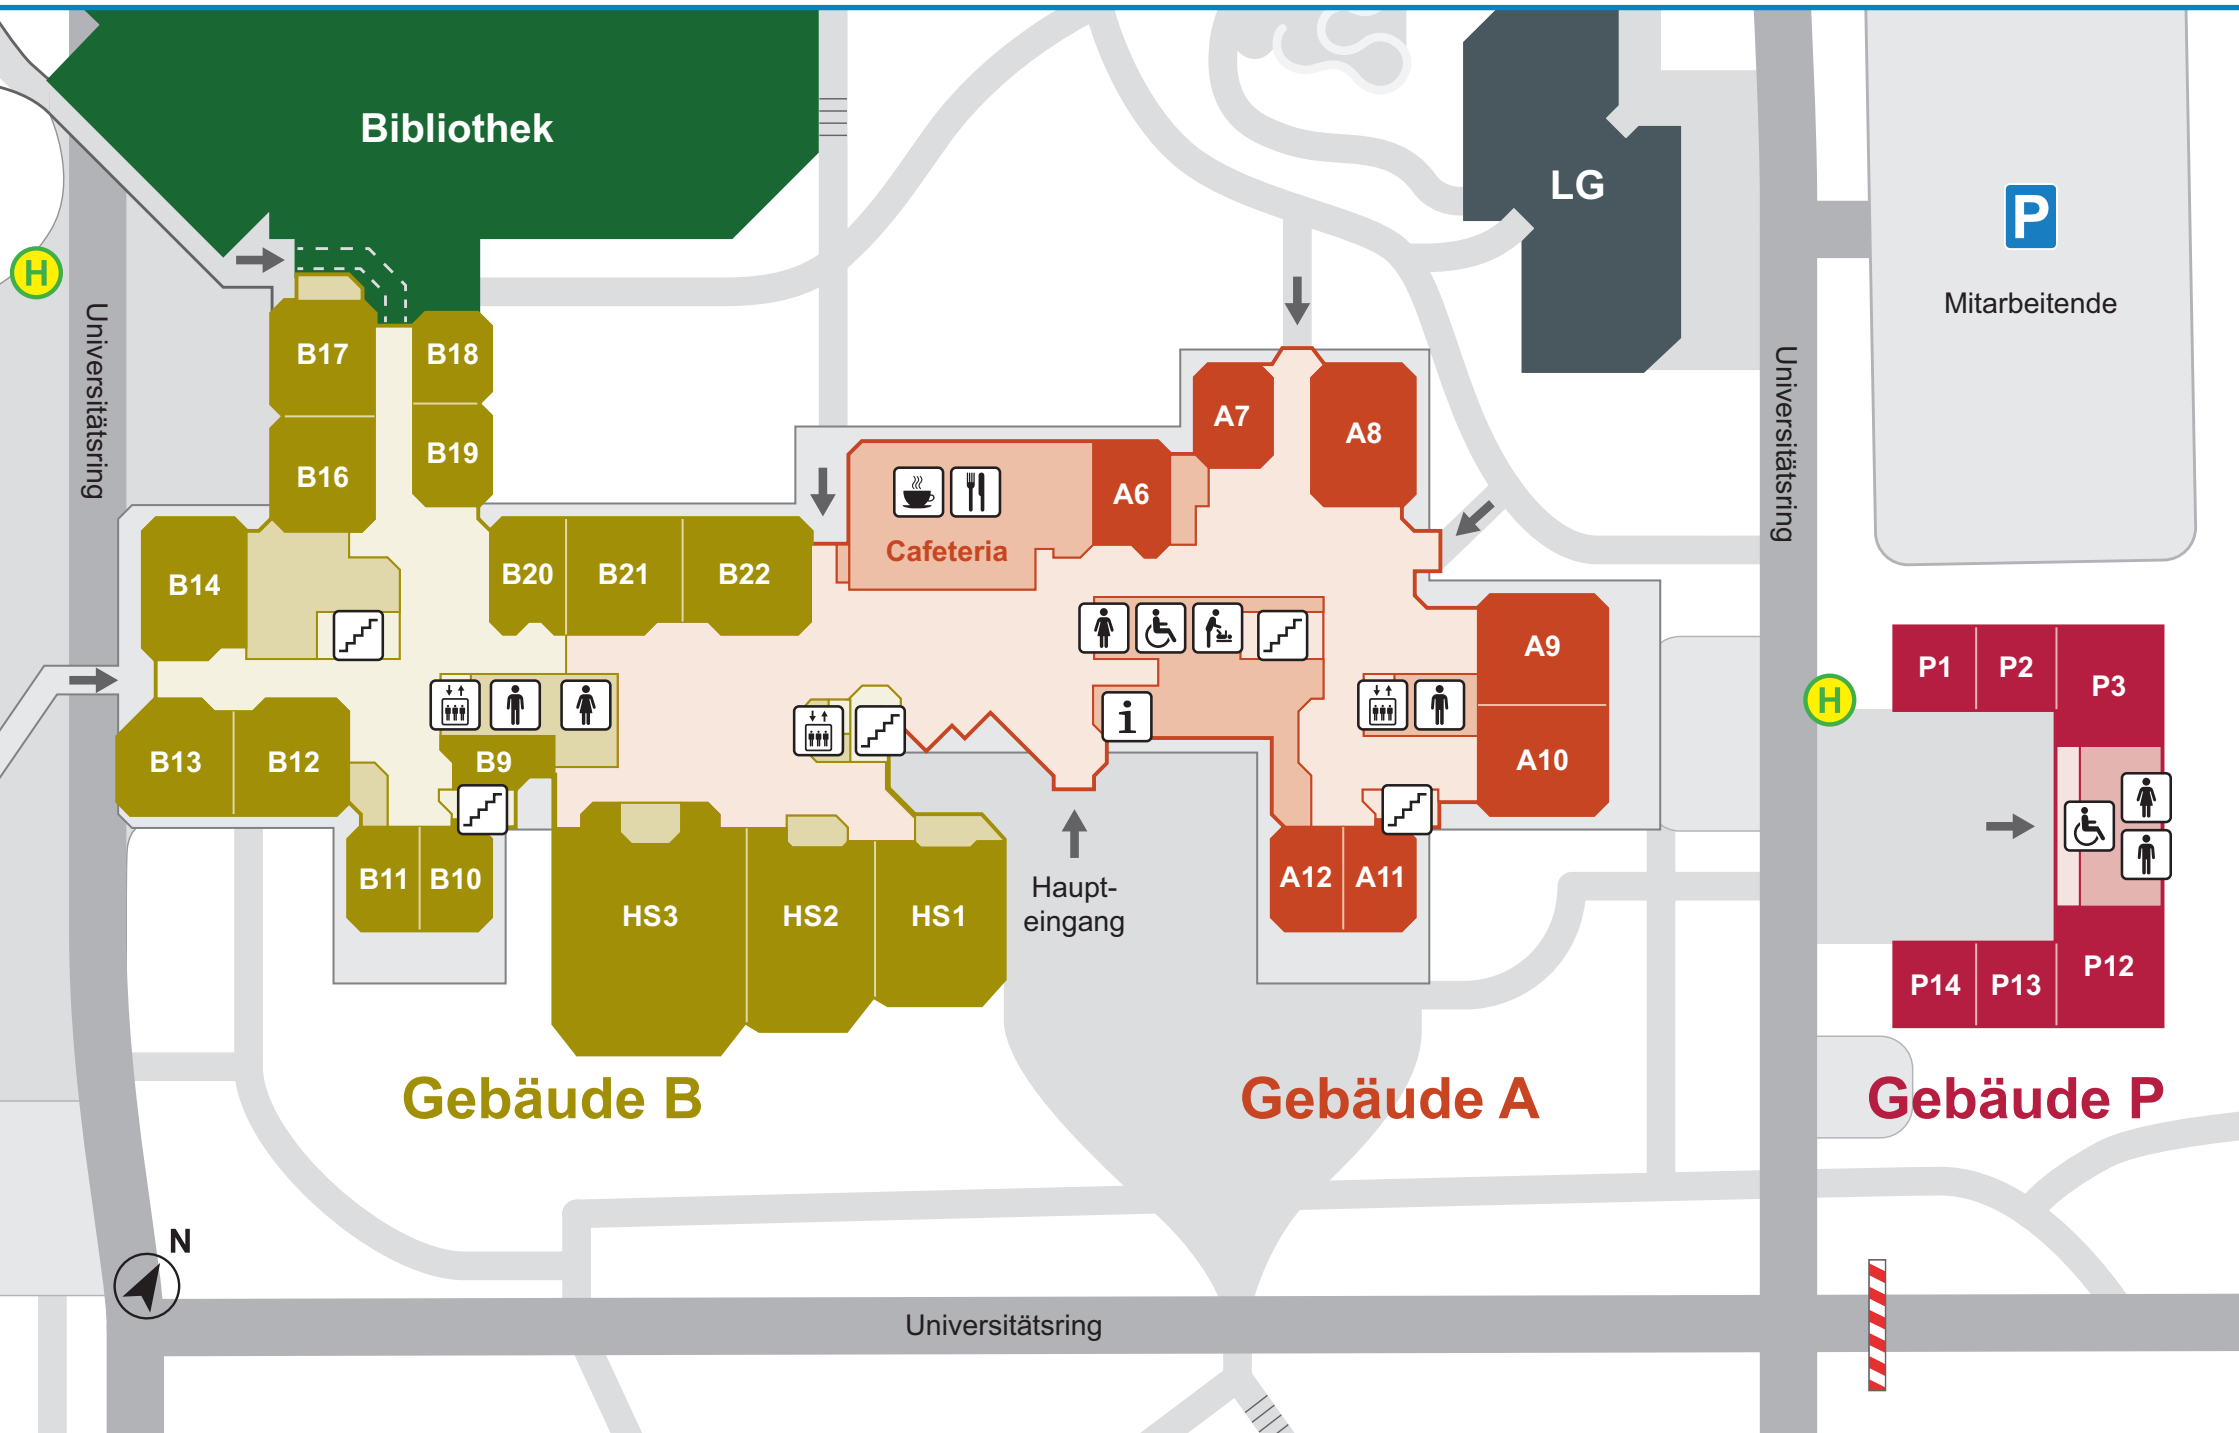 Bibliothek
LG
P
Mitarbeitende
H
Universitätsring
Universitätsring
B17
B18
B16
B19
A7
A8
A6
Cafeteria
B14
B20
B21
B22
A9
A10
P1
P2
P3
H
i
B13
B12
B9
B11
B10
HS3
HS2
HS1
Haupt-
eingang
A12
A11
P14
P13
P12
Gebäude B
Gebäude A
Gebäude P
N
Universitätsring